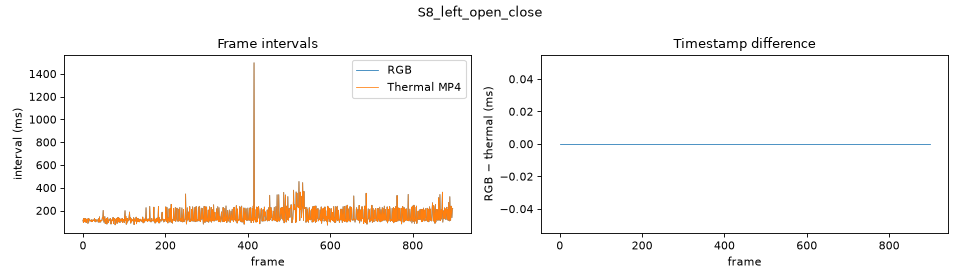 S8_left_open_close
Frame intervals
Timestamp difference
RGB
Thermal MP4
interval (ms)
1400
1200
1000
800
600
400
200
0
200
400
600
800
frame
RGB − thermal (ms)
0.04
0.02
0.00
−0.02
−0.04
0
200
400
600
800
frame